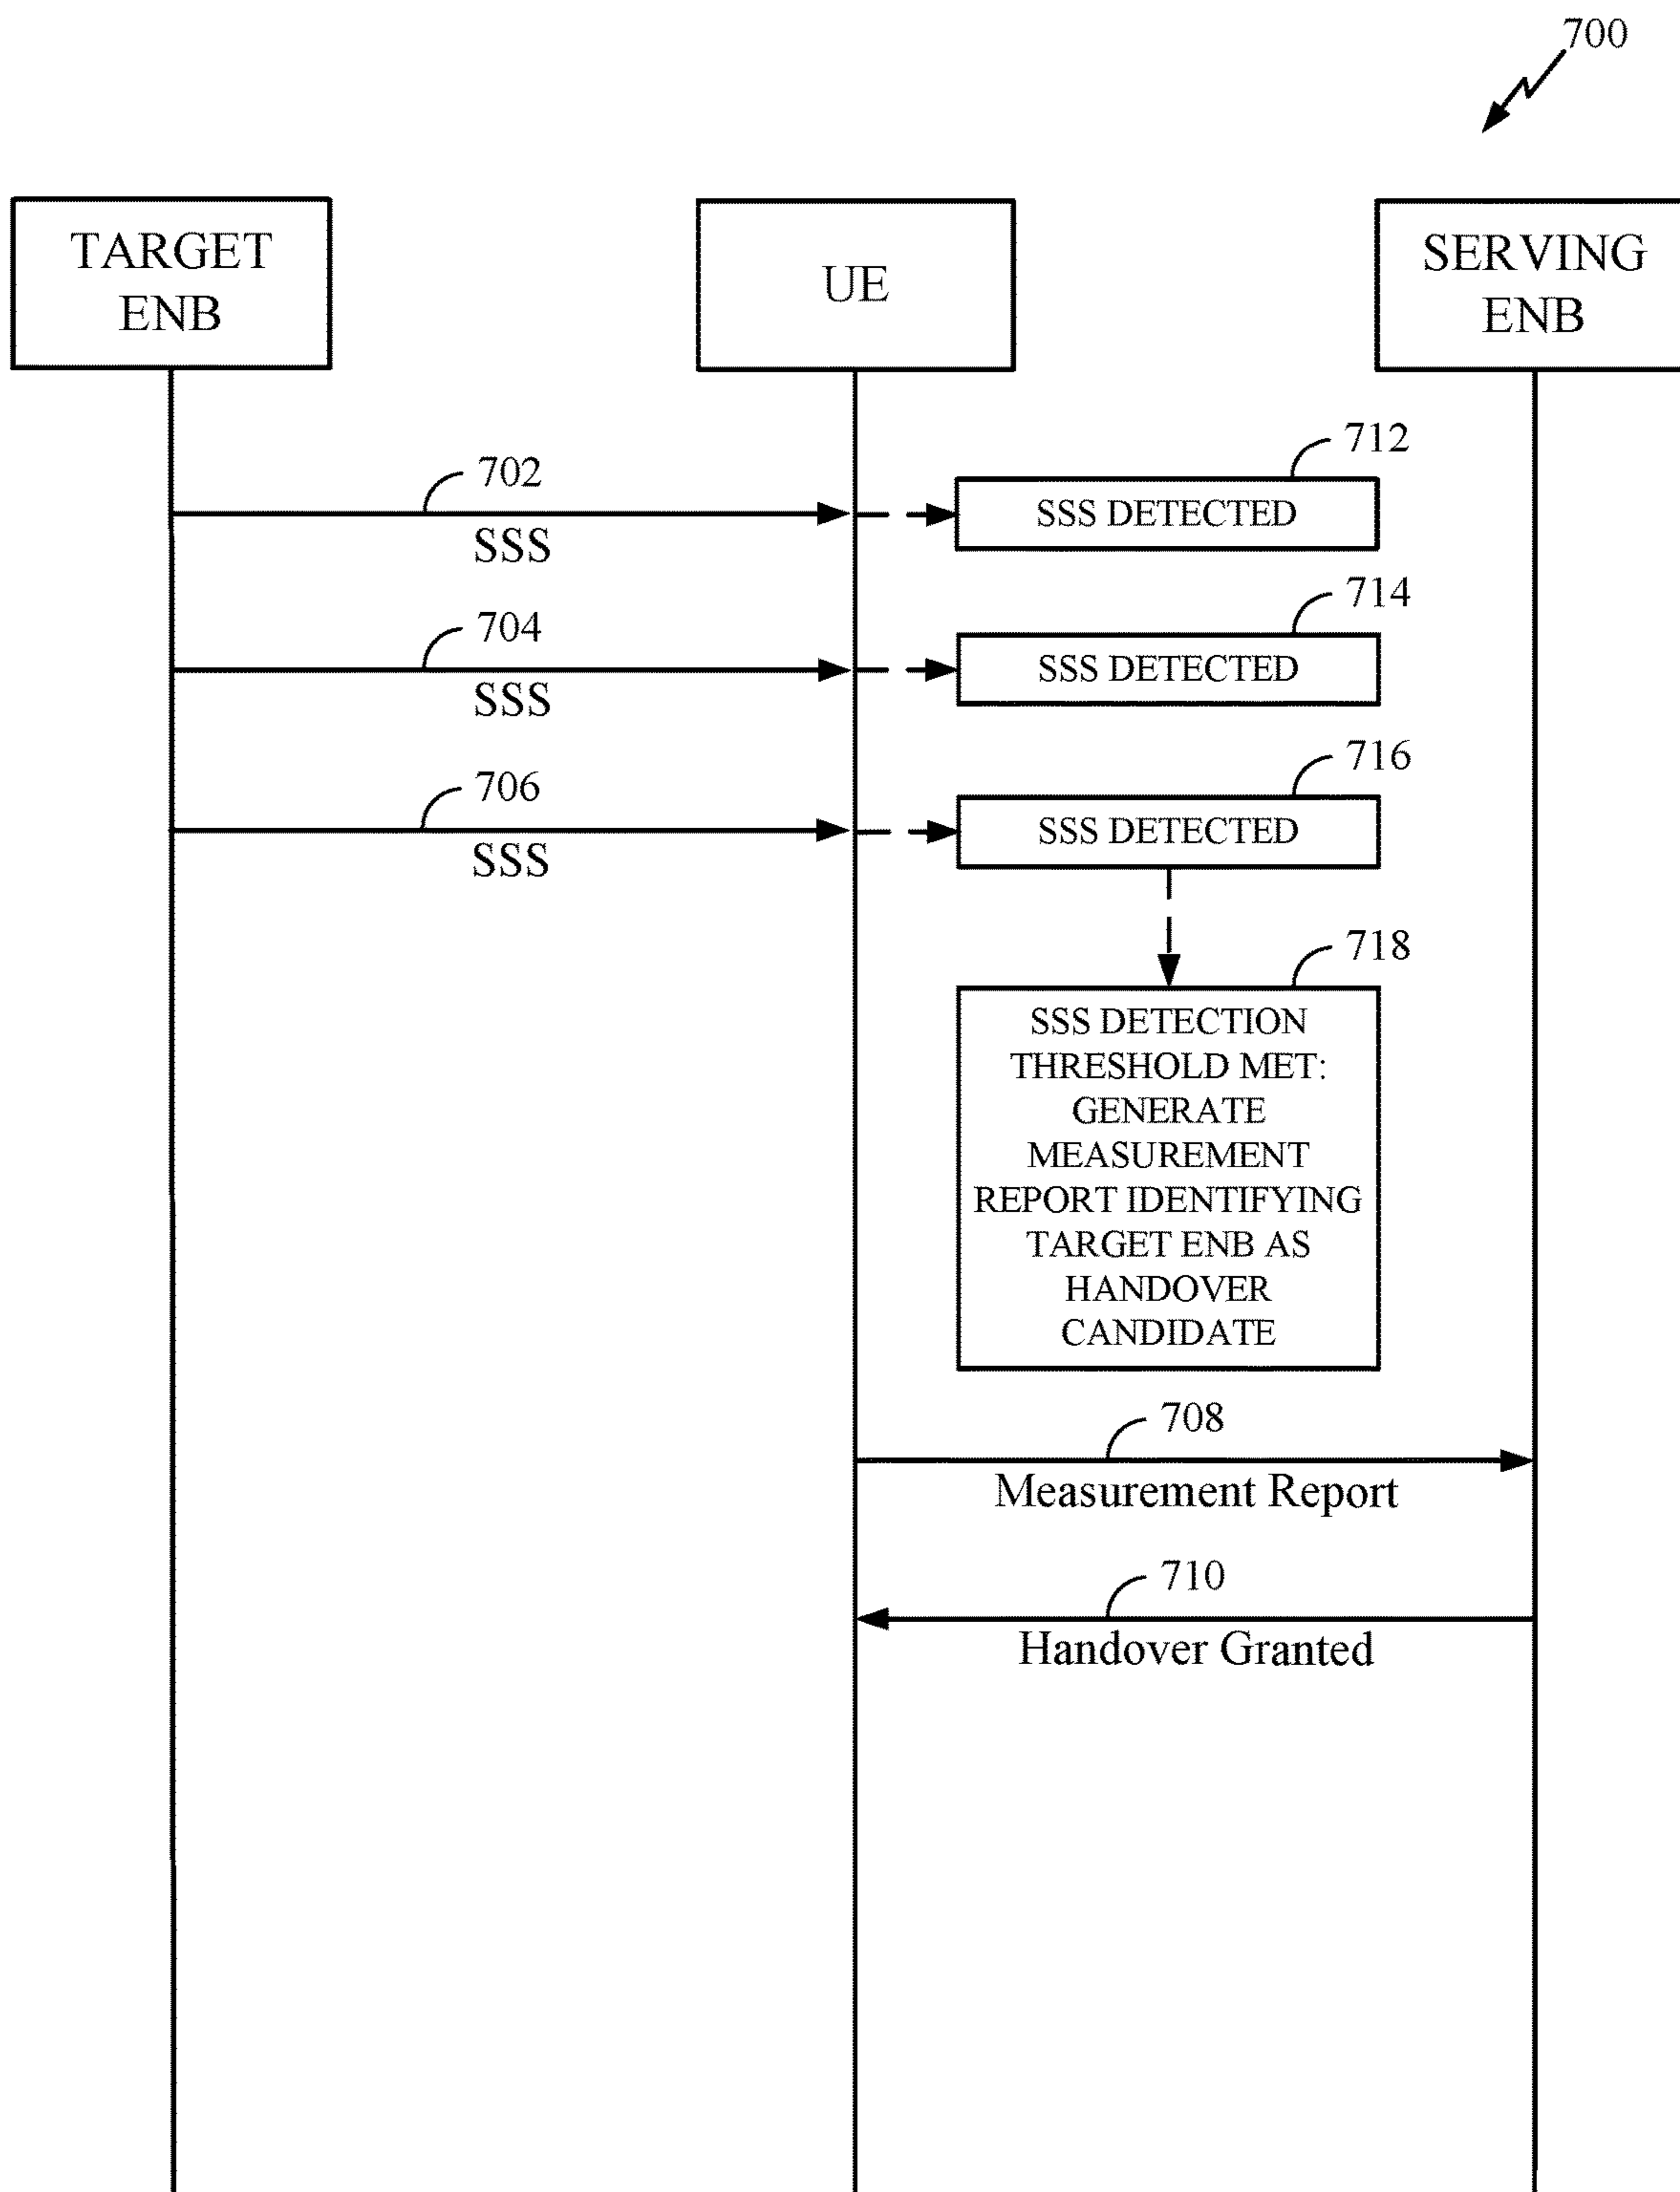 700
TARGET
ENB
UE
SERVING
ENB
712
702
SSS DETECTED
SSS
714
704
SSS DETECTED
SSS
716
706
SSS DETECTED
SSS
718
SSS DETECTION
THRESHOLD MET:
GENERATE
MEASUREMENT
REPORT IDENTIFYING
TARGET ENB AS
HANDOVER
CANDIDATE
708
Measurement Report
710
Handover Granted